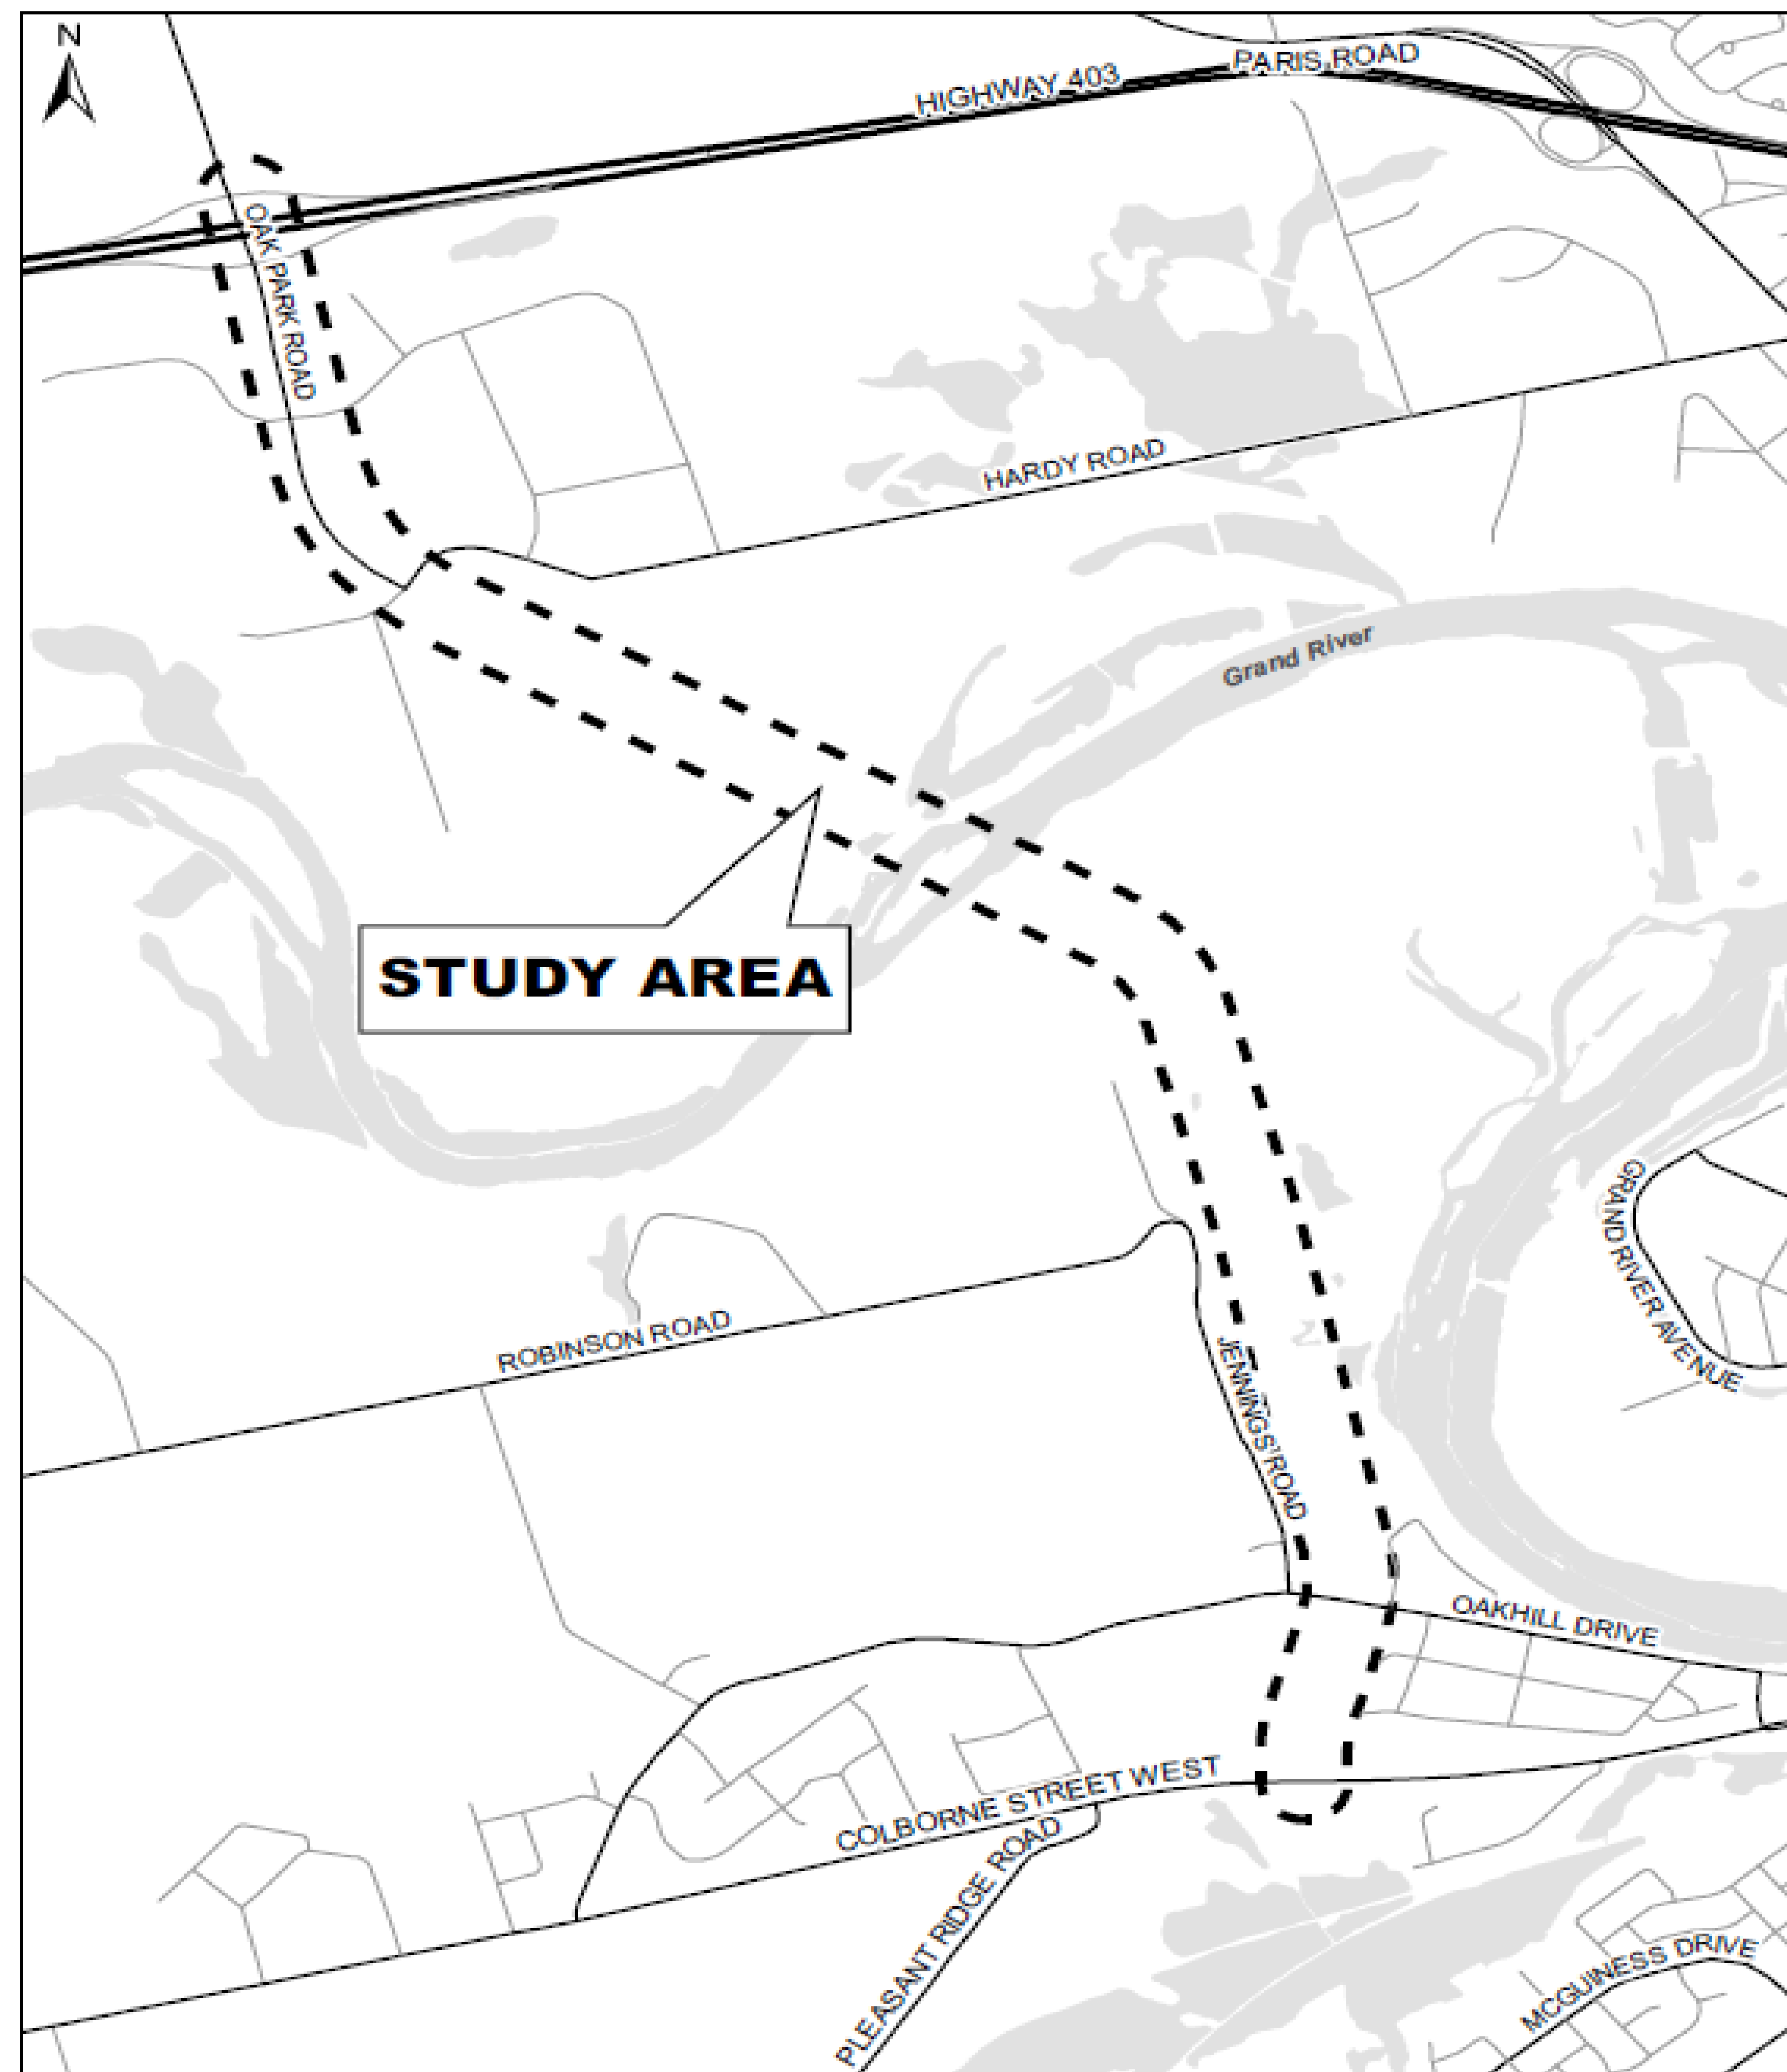 N
PARIS ROAD
HIGHWAY 403
OAK PARK ROAD
HARDY ROAD
Grand River
STUDY AREA
GRAND RIVER AVENUE
ROBINSON ROAD
JENNINGS ROAD
OAKHILL DRIVE
COLBORNE STREET WEST
PLEASANT RIDGE ROAD
MCGUINESS DRIVE